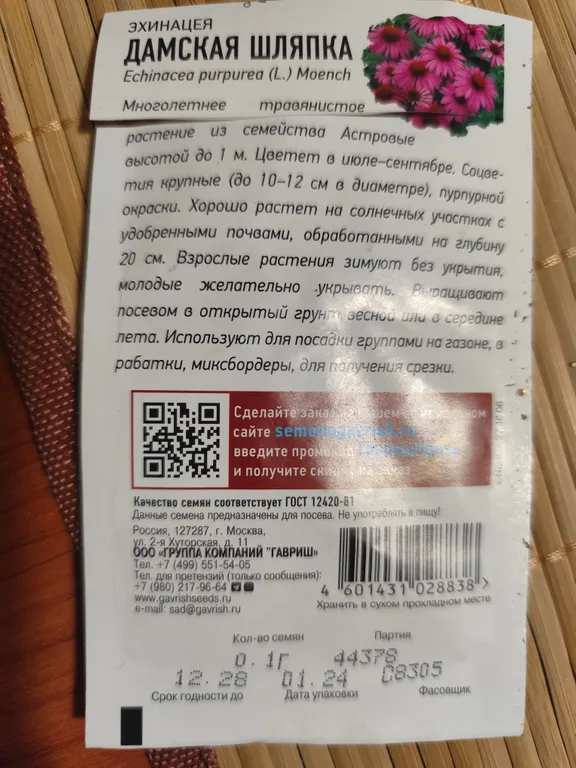 ЭХИНАЦЕЯ
ДАМСКАЯ ШЛЯПКА
Echinacea purpurea (L.) Moench
Многолетнее травянистое
растение из семейства Астровые
высотой до 1 м. Цветет в июле-сентябре. Соцве-
тия крупные (до 10-12 см в диаметре), пурпурной
окраски. Хорошо растет на солнечных участках с
удобренными почвами, обработанными на глубину
20 см. Взрослые растения зимуют без укрытия,
молодые желательно укрывать. Выращивают
посевом в открытый грунт весной или в середине
лета. Используют для посадки группами на газоне, в
рабатки, миксбордеры, для получения срезки.
Сделайте заказ на нашем
сайте
введите промокод
и получите скидку на заказ
Качество семян соответствует ГОСТ 12420-81
Данные семена предназначены для посева. Не употреблять в пищу!
Россия, 127287, г. Москва,
ул. 2-я Хуторская, д. 11
ООО «ГРУППА КОМПАНИЙ "ГАВРИШ»
Тел. +7 (499) 551-54-05
Тел. для претензий (только сообщения):
+7 (980) 217-96-64
www.gavrishseeds.ru
e-mail: sad@gavrish.ru
4 601431 028838 >
Хранить в сухом прохладном месте
Кол-во семян Партия
0.1г 44378
12.28 01.24 C8305
Срок годности до Дата упаковки Фасовщик